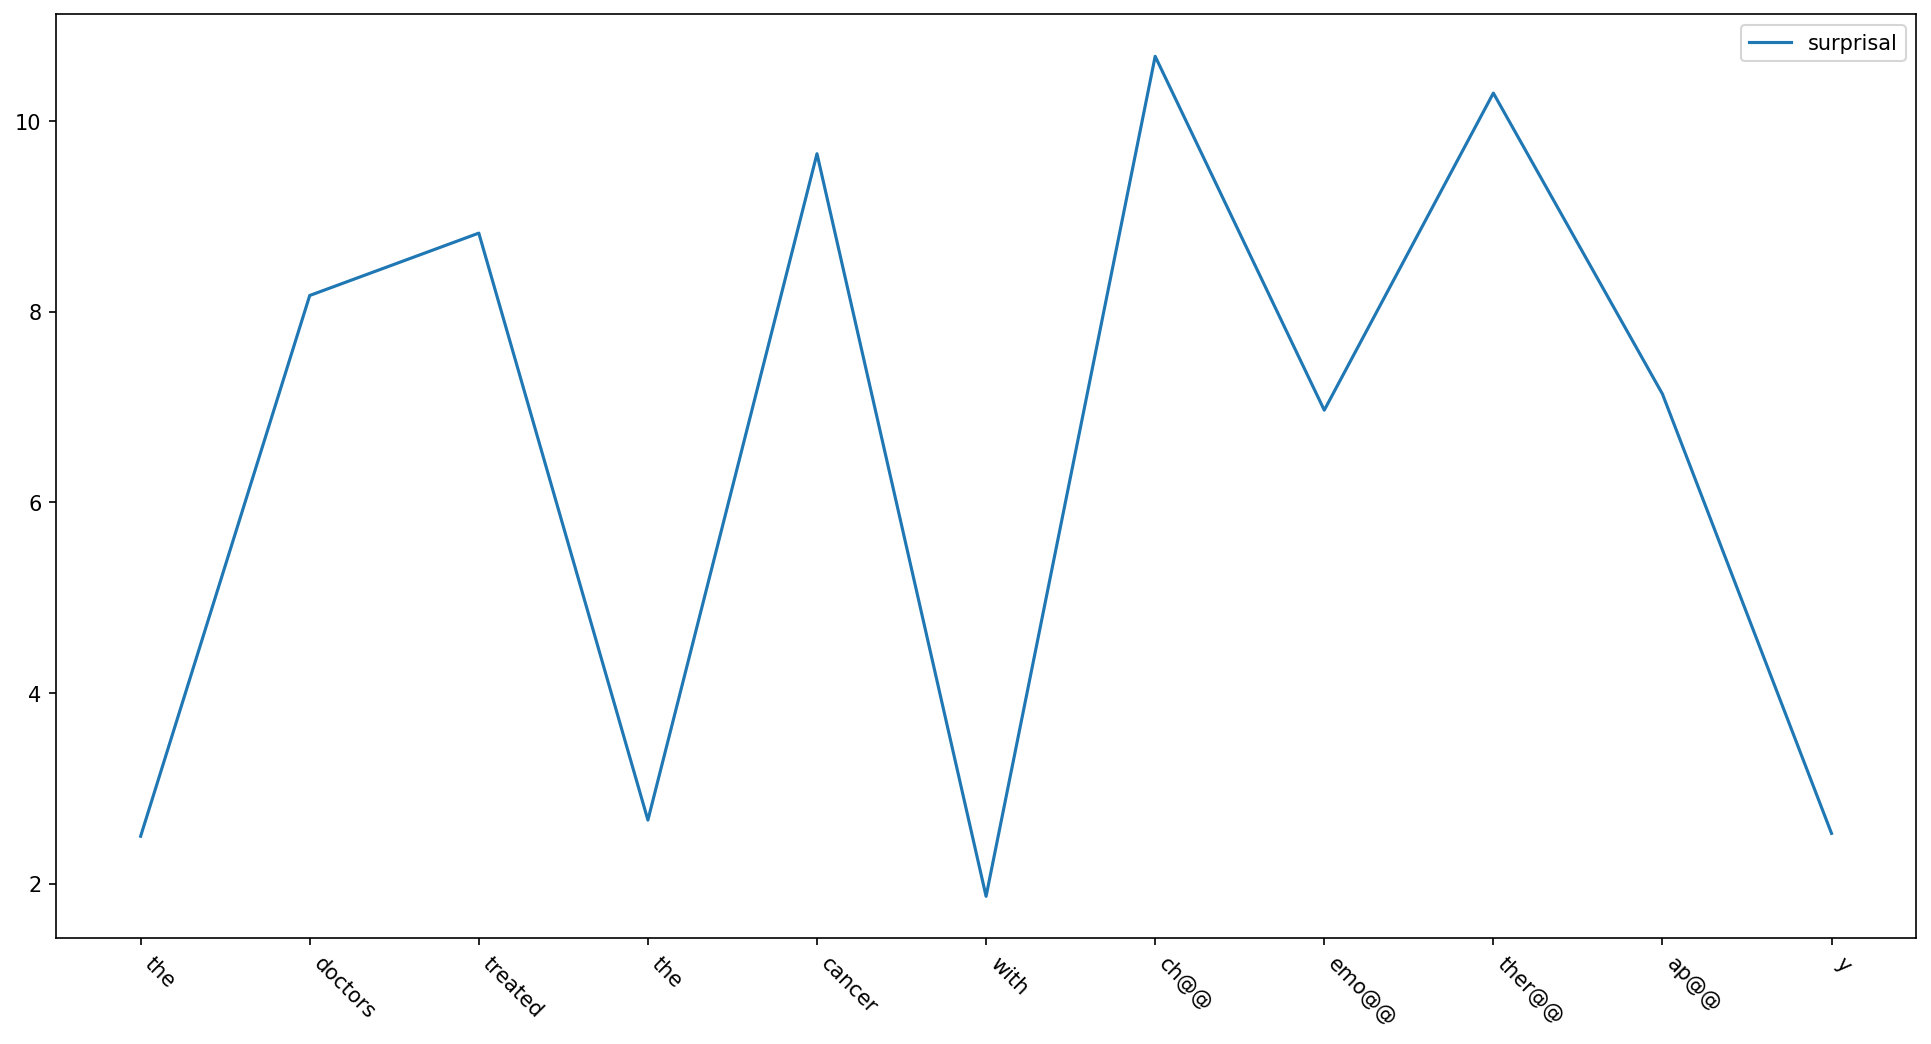 surprisal
10
8
6
4
2
the
doctors
treated
the
cancer
with
ch@@
emo@@
ther@@
ap@@
y